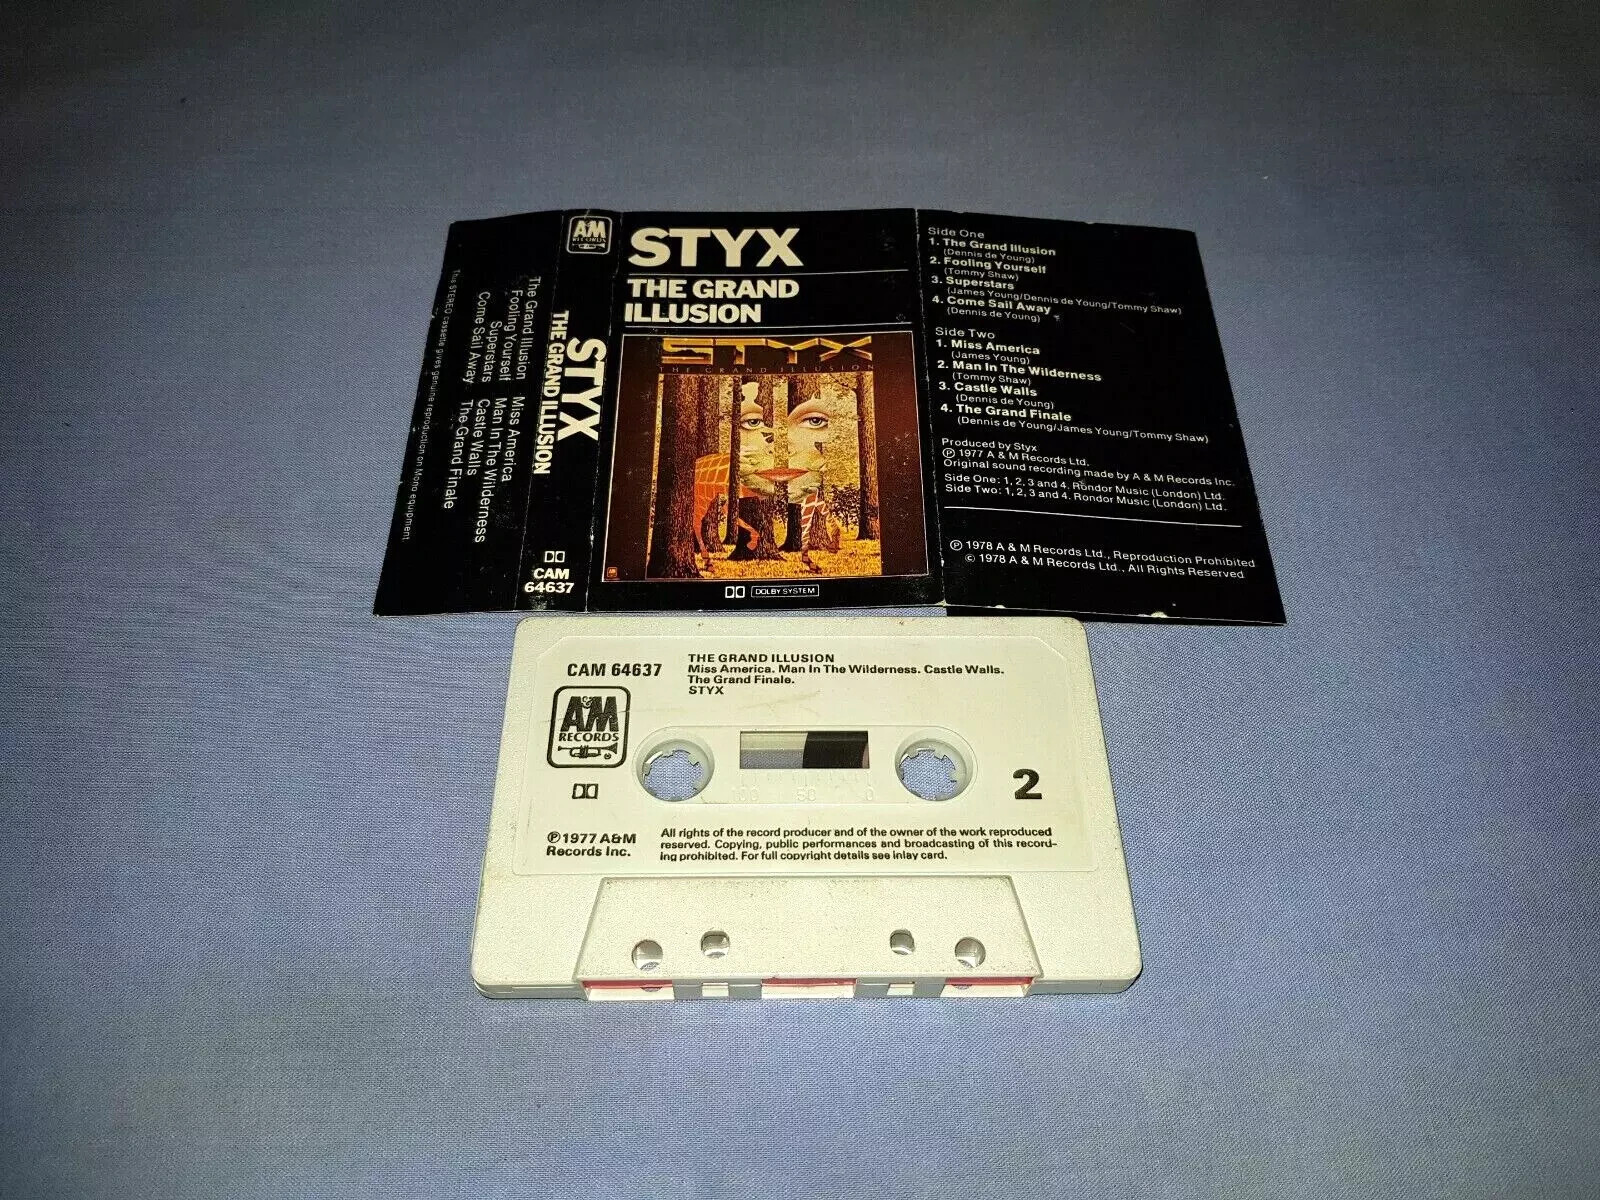 This STEREO cassette gives genuine reproduction on Mono equipment
The Grand Illusion Miss America
Fooling Yourself Man In The Wilderness
Superstars Castle Walls
Come Sail Away The Grand Finale
A&M
RECORDS
STYX
THE GRAND ILLUSION
CAM
64637
STYX
THE GRAND
ILLUSION
STYX
THE GRAND ILLUSION
DOLBY SYSTEM
Side One
1. The Grand Illusion
(Dennis de Young)
2. Fooling Yourself
(Tommy Shaw)
3. Superstars
(James Young/Dennis de Young/Tommy Shaw)
4. Come Sail Away
(Dennis de Young)
Side Two
1. Miss America
(James Young)
2. Man In The Wilderness
(Tommy Shaw)
3. Castle Walls
(Dennis de Young)
4. The Grand Finale
(Dennis de Young/James Young/Tommy Shaw)
Produced by Styx
℗ 1977 A & M Records Ltd.
Original sound recording made by A & M Records Inc.
Side One: 1, 2, 3 and 4. Rondor Music (London) Ltd.
Side Two: 1, 2, 3 and 4. Rondor Music (London) Ltd.
℗ 1978 A & M Records Ltd., Reproduction Prohibited
© 1978 A & M Records Ltd., All Rights Reserved
CAM 64637
THE GRAND ILLUSION
Miss America. Man In The Wilderness. Castle Walls.
The Grand Finale.
STYX
A&M
RECORDS
100 50 0
2
℗ 1977 A&M
Records Inc.
All rights of the record producer and of the owner of the work reproduced
reserved. Copying, public performances and broadcasting of this record-
ing prohibited. For full copyright details see inlay card.